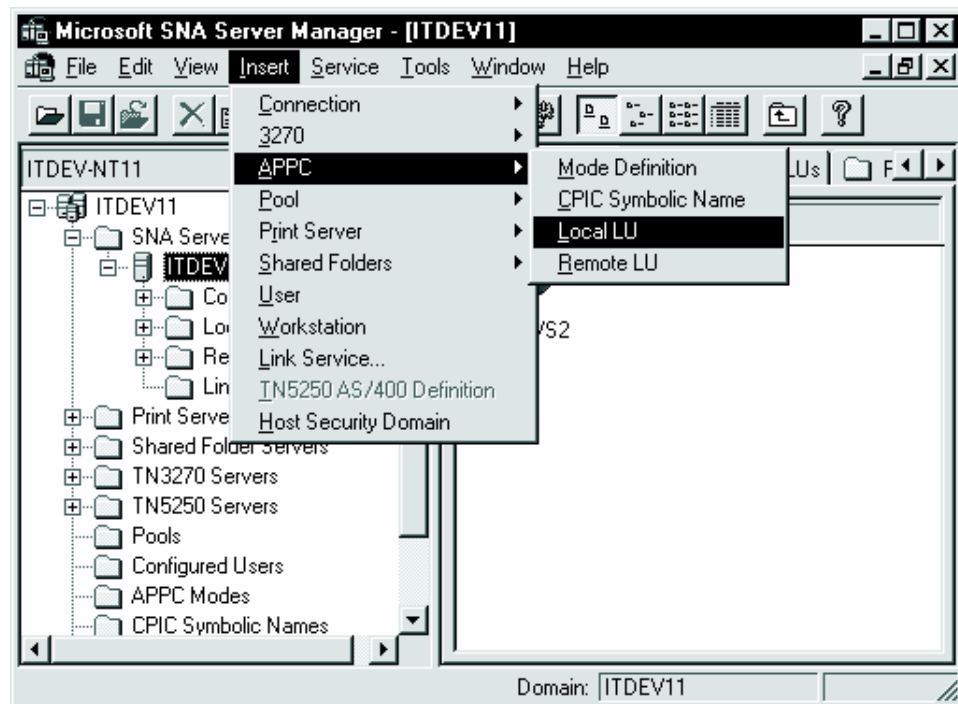 Microsoft SNA Server Manager - [ITDEV11]
File Edit View Insert Service Tools Window Help
ITDEV-NT11
ITDEV11
SNA Serve
ITDEV
Co
Lo
Re
Lin
Print Serve
Shared Folder Servers
TN3270 Servers
TN5250 Servers
Pools
Configured Users
APPC Modes
CPIC Symbolic Names
Connection
3270
APPC
Pool
Print Server
Shared Folders
User
Workstation
Link Service...
TN5250 AS/400 Definition
Host Security Domain
Mode Definition
CPIC Symbolic Name
Local LU
Remote LU
LUs
F
VS2
Domain: ITDEV11